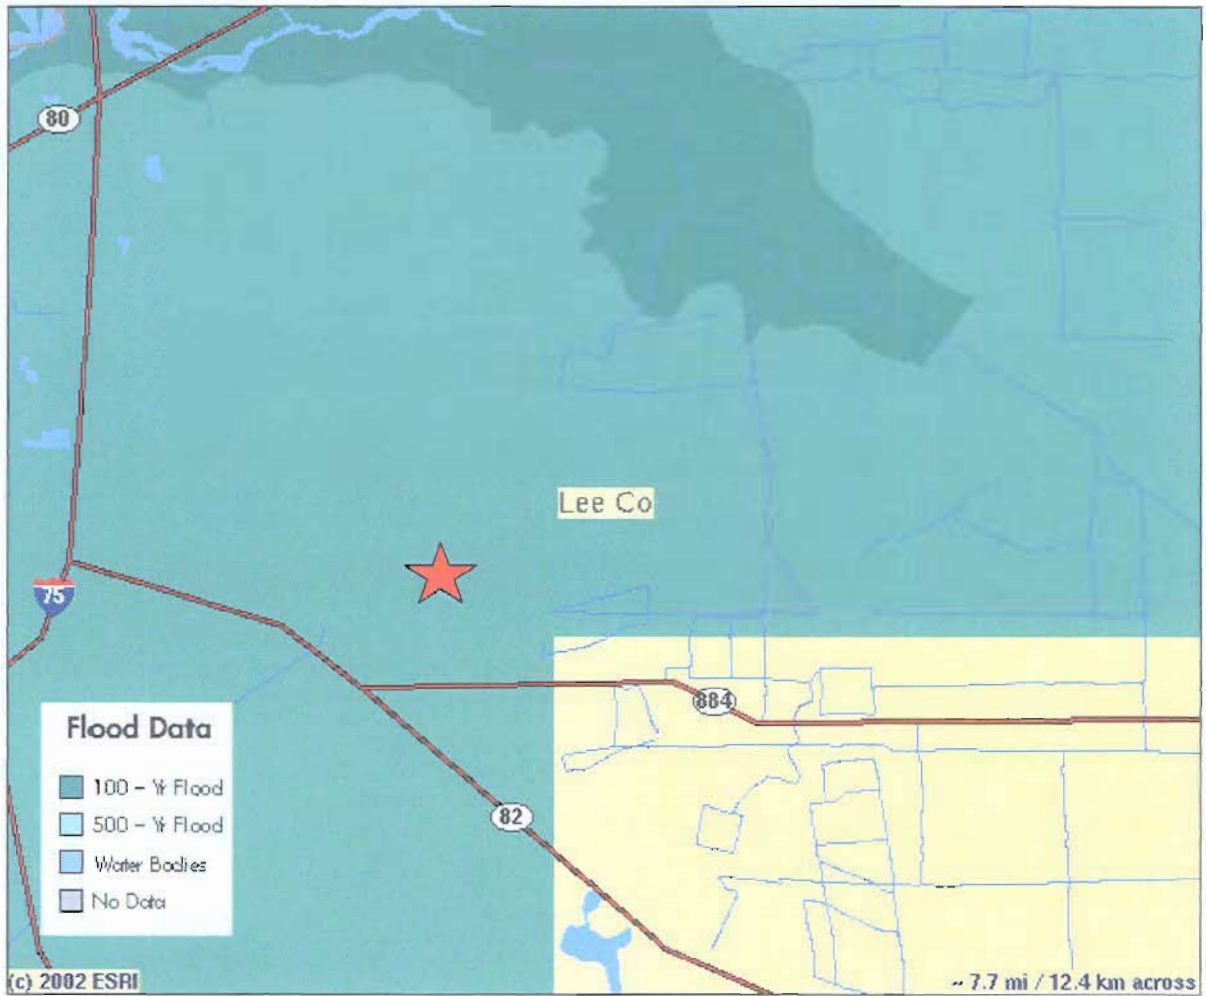 80
Lee Co
75
884
Flood Data
100 - Yr Flood
500 - Yr Flood
Water Bodies
No Data
82
(c) 2002 ESRI
~ 7.7 mi / 12.4 km across